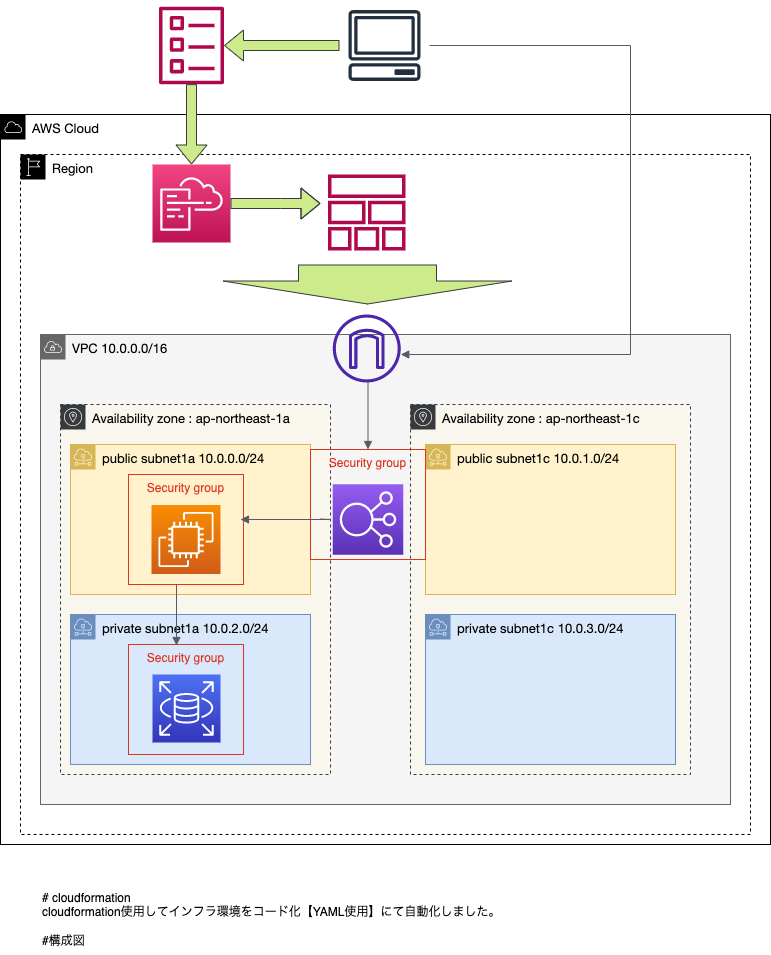 AWS Cloud
Region
VPC 10.0.0.0/16
Availability zone : ap-northeast-1a
Availability zone : ap-northeast-1c
public subnet1a 10.0.0.0/24
Security group
public subnet1c 10.0.1.0/24
Security group
private subnet1a 10.0.2.0/24
private subnet1c 10.0.3.0/24
Security group
# cloudformation
cloudformation使用してインフラ環境をコード化【YAML使用】にて自動化しました。
#構成図